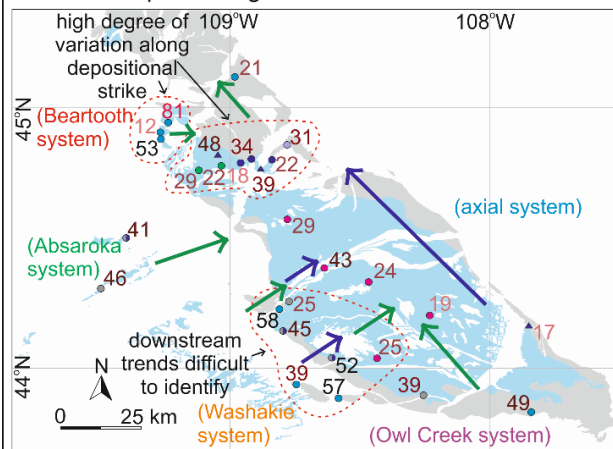 high degree of
variation along
depositional
strike
109°W
108°W
45°N
44°N
21
(Beartooth
system)
81
12
53
48
34
31
29
22
18
39
22
(axial system)
29
41
(Absaroka
system)
46
43
24
25
58
45
19
17
downstream
trends difficult
to identify
52
25
39
57
39
49
N
0 25 km
(Washakie
system)
(Owl Creek system)